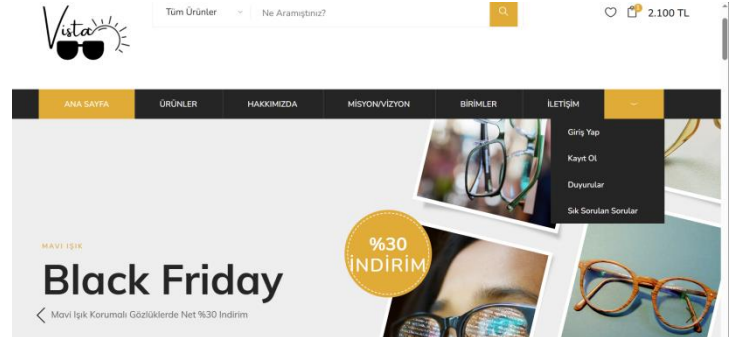 Vista
Tüm Ürünler
Ne Aramıştınız?
1
2.100 TL
ANA SAYFA
ÜRÜNLER
HAKKIMIZDA
MİSYON/VİZYON
BİRİMLER
İLETİŞİM
Giriş Yap
Kayıt Ol
Duyurular
Sık Sorulan Sorular
MAVI IŞIK
%30
İNDİRİM
Black Friday
Mavi Işık Korumalı Gözlüklerde Net %30 Indirim